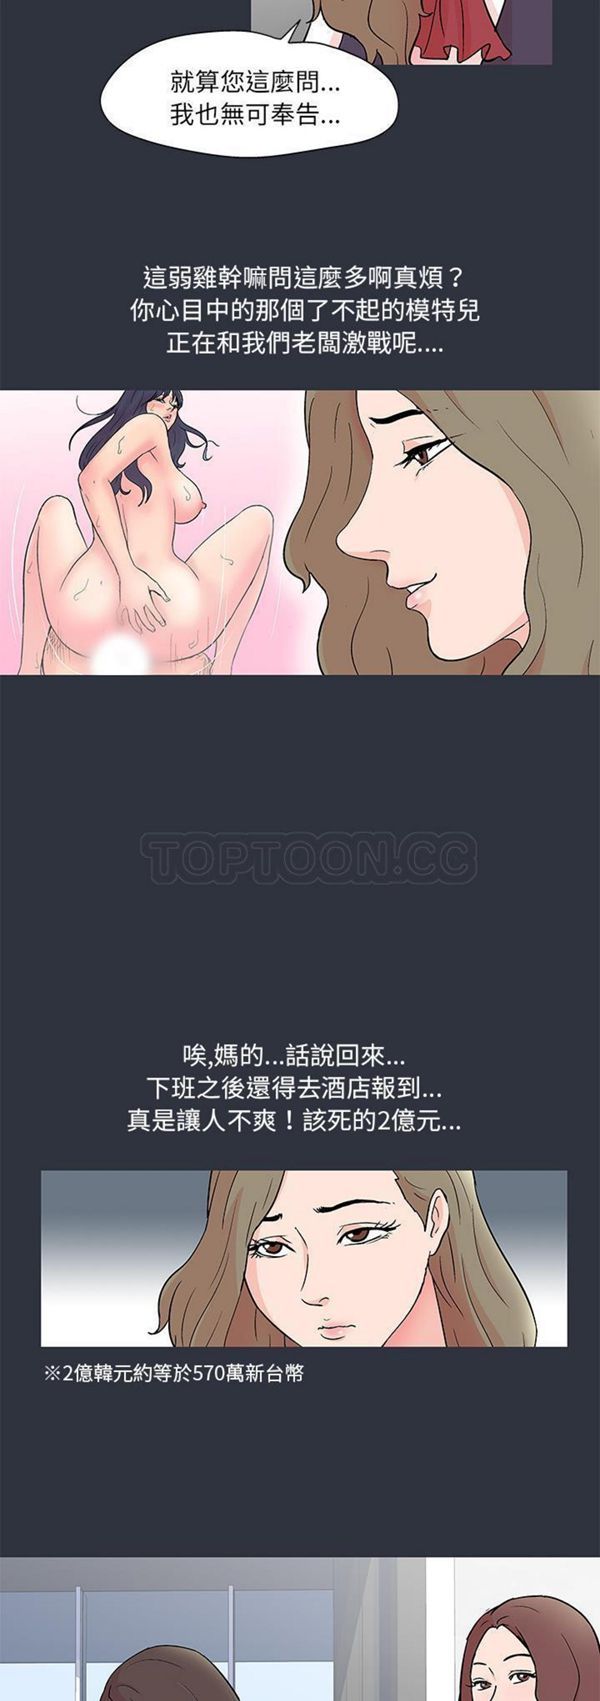 就算您這麼問...
我也無可奉告...
這弱雞幹嘛問這麼多啊真煩？
你心目中的那個了不起的模特兒
正在和我們老闆激戰呢....
TOPTOON.CC
唉,媽的...話說回來...
下班之後還得去酒店報到...
真是讓人不爽！該死的2億元...
※2億韓元約等於570萬新台幣